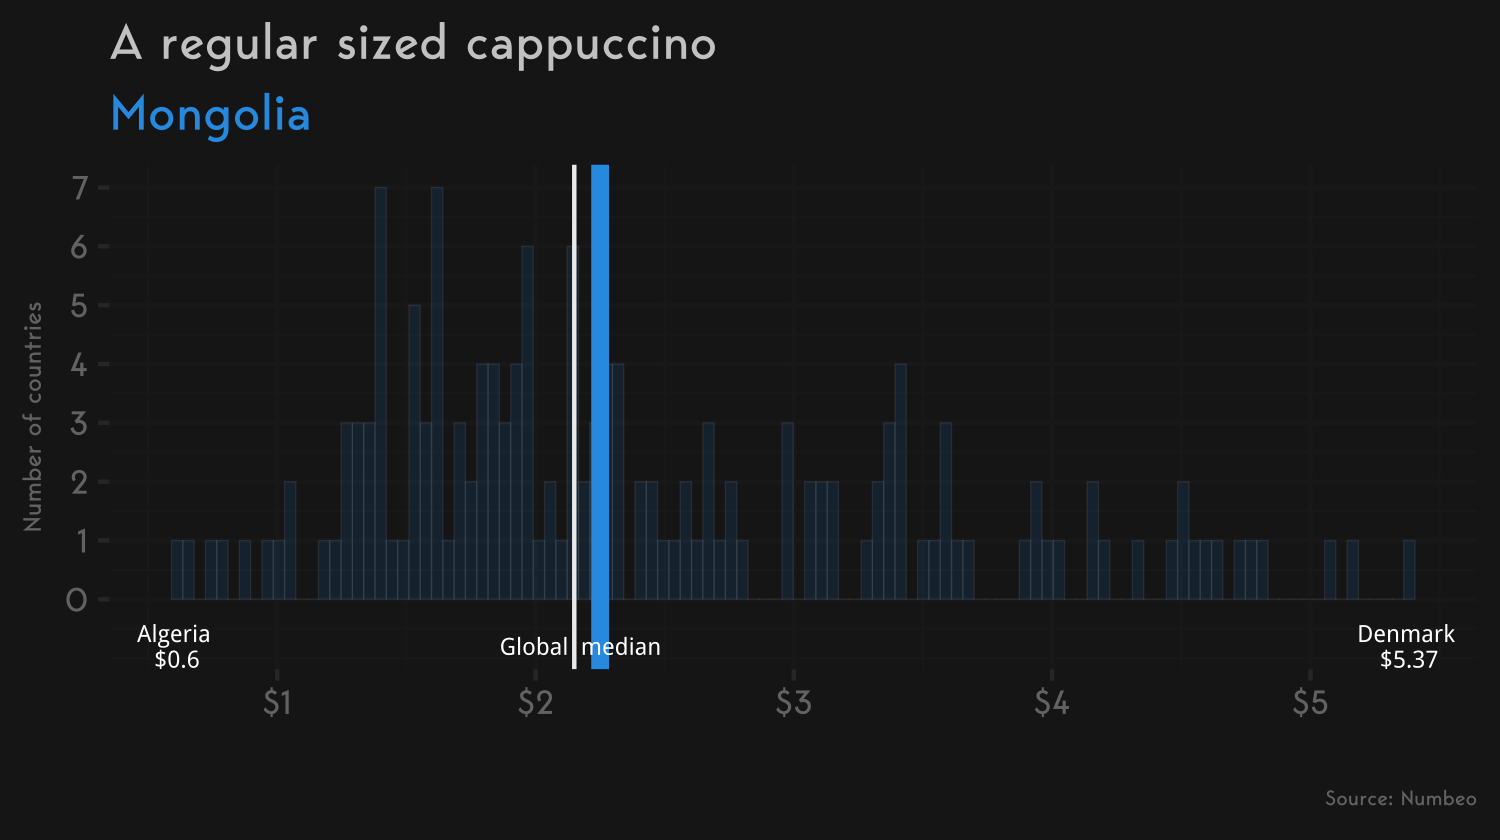 A regular sized cappuccino
Mongolia
Number of countries
7
6
5
4
3
2
1
0
Algeria
$0.6
Global median
Denmark
$5.37
$1
$2
$3
$4
$5
Source: Numbeo